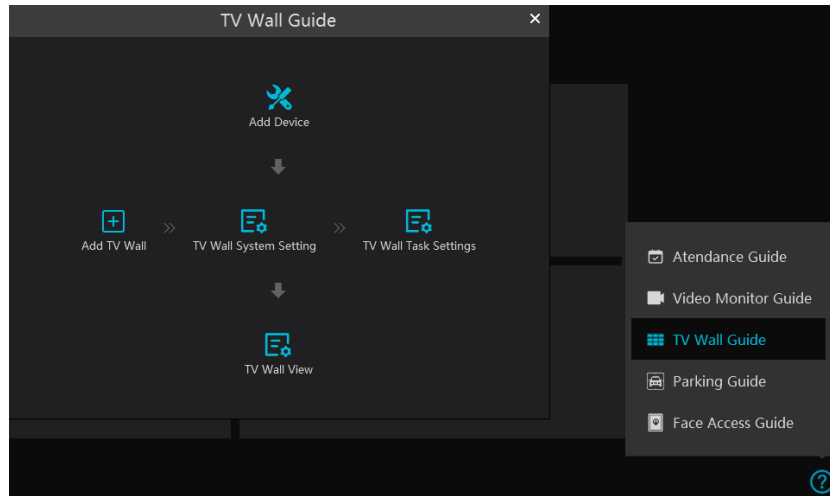 TV Wall Guide
Add Device
Add TV Wall
TV Wall System Setting
TV Wall Task Settings
TV Wall View
Atendance Guide
Video Monitor Guide
TV Wall Guide
Parking Guide
Face Access Guide